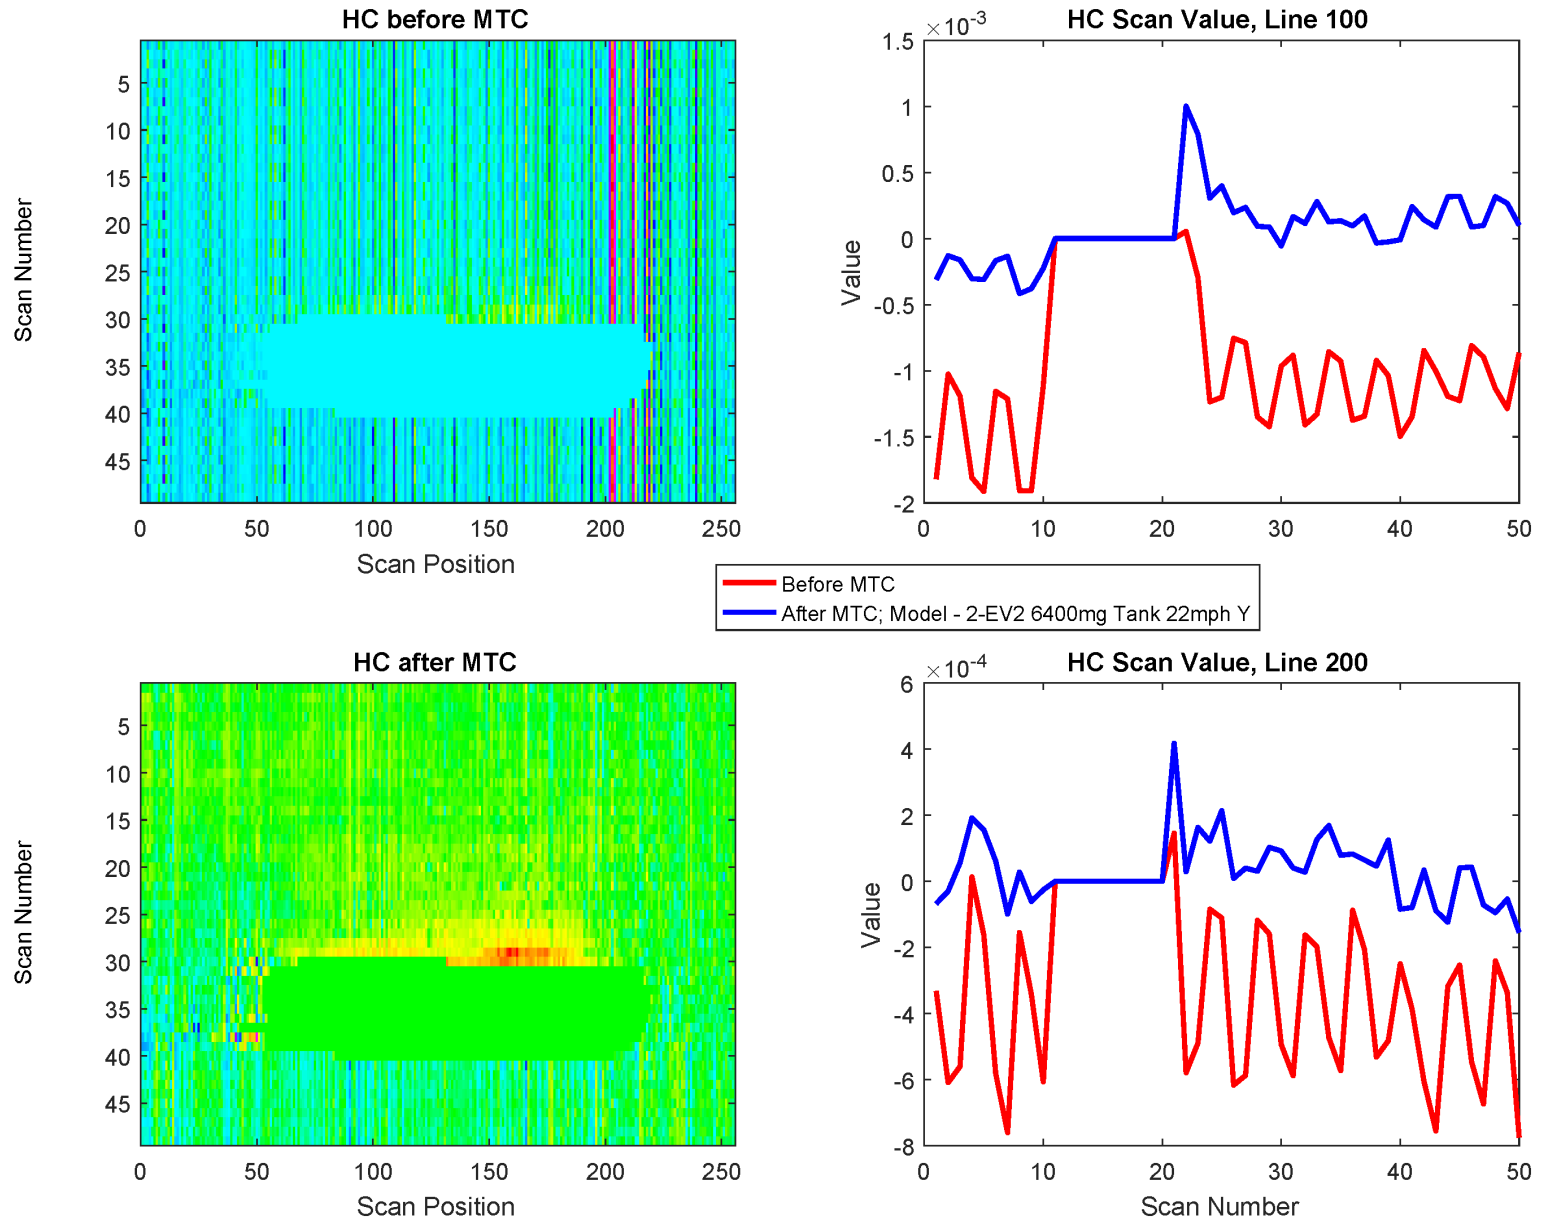 HC before MTC
Scan Number
5
10
15
20
25
30
35
40
45
0 50 100 150 200 250
Scan Position
HC Scan Value, Line 100
×10-3
Value
1.5
1
0.5
0
-0.5
-1
-1.5
-2
0 10 20 30 40 50
Before MTC
After MTC; Model - 2-EV2 6400mg Tank 22mph Y
HC after MTC
Scan Number
5
10
15
20
25
30
35
40
45
0 50 100 150 200 250
Scan Position
HC Scan Value, Line 200
×10-4
Value
6
4
2
0
-2
-4
-6
-8
0 10 20 30 40 50
Scan Number